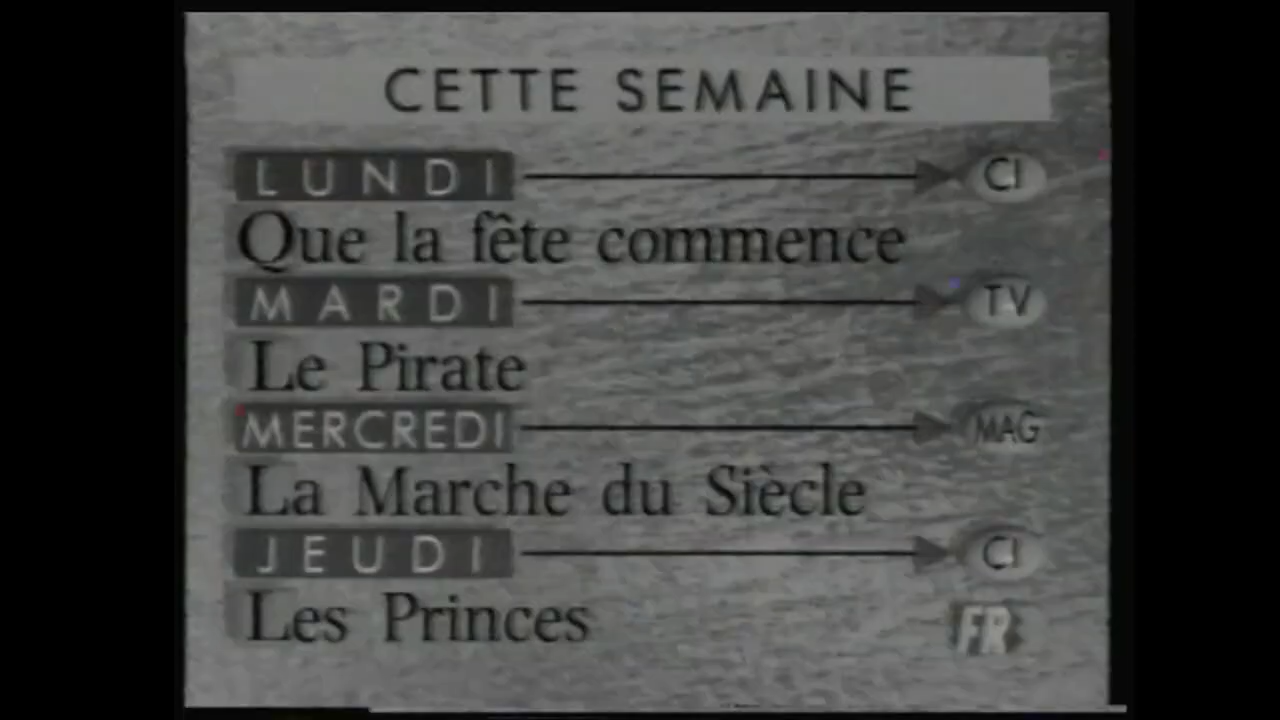 CETTE SEMAINE
LUNDI CI
Que la fête commence
MARDI TV
Le Pirate
MERCREDI MAG
La Marche du Siècle
JEUDI CI
Les Princes
FR